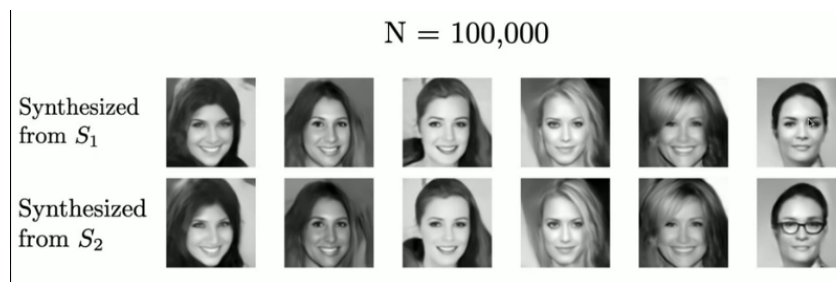 N = 100,000
Synthesized
from S₁
Synthesized
from S₂